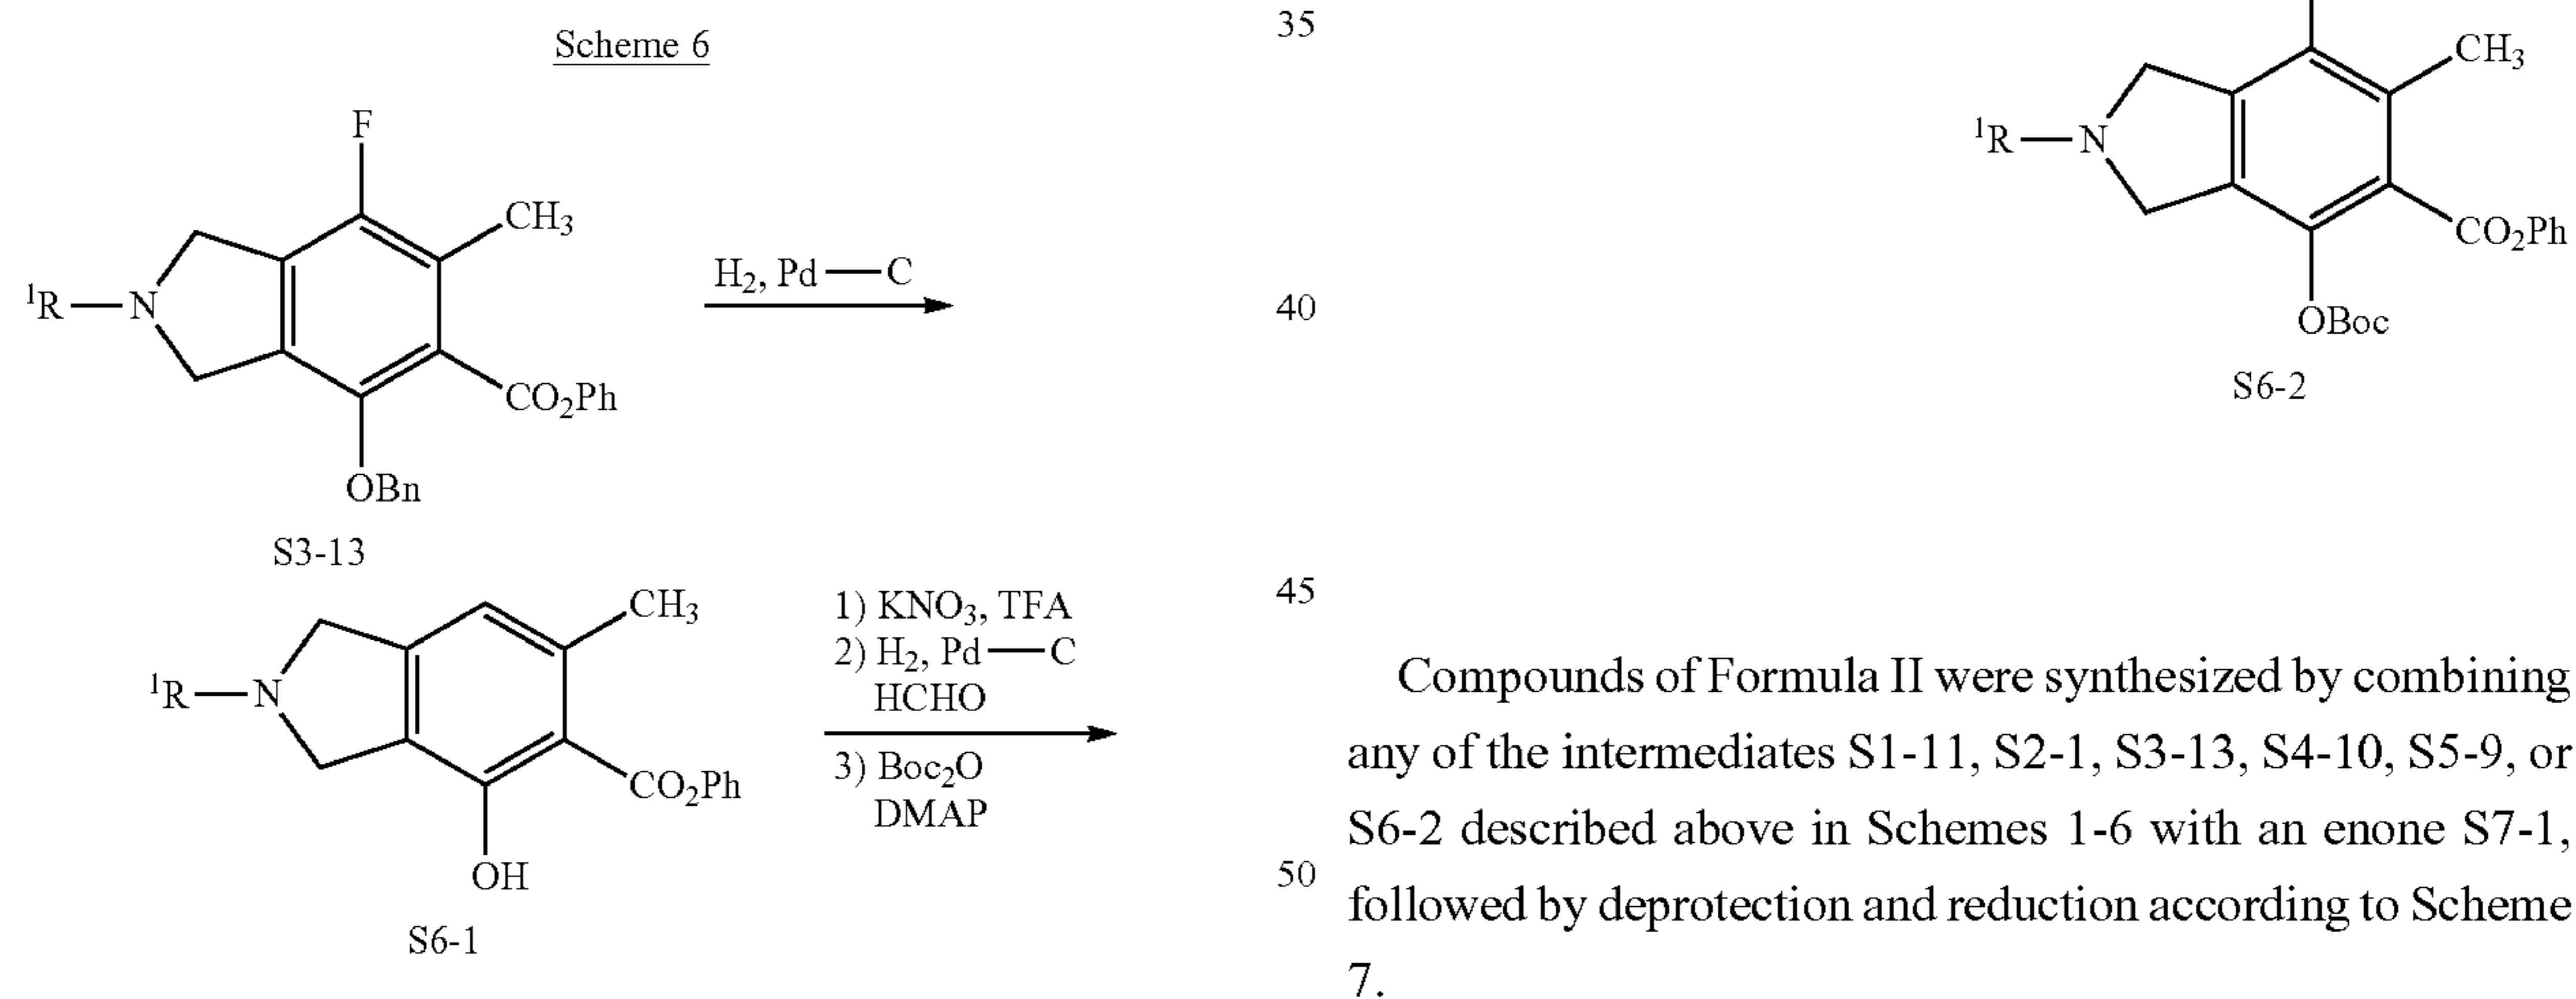 Scheme 6
F
CH3
¹R—N
H2, Pd—C
CO2Ph
OBn
S3-13
CH3
¹R—N
CO2Ph
OH
S6-1
1) KNO3, TFA
2) H2, Pd—C
HCHO
3) Boc2O
DMAP
35
40
45
50
CH3
¹R—N
CO2Ph
OBoc
S6-2
Compounds of Formula II were synthesized by combining
any of the intermediates S1-11, S2-1, S3-13, S4-10, S5-9, or
S6-2 described above in Schemes 1-6 with an enone S7-1,
followed by deprotection and reduction according to Scheme
7.